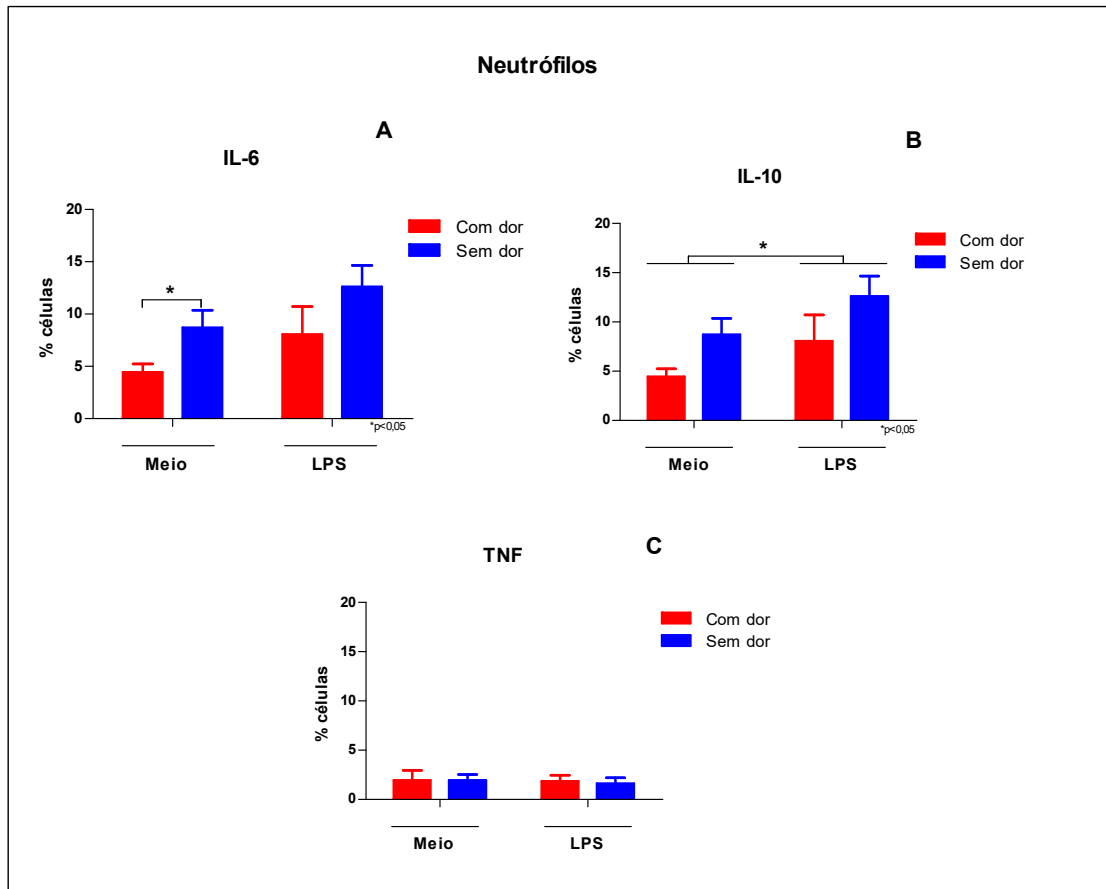 Neutrófilos
A
IL-6
20
15
10
5
0
% células
*
Com dor
Sem dor
*p<0,05
Meio
LPS
B
IL-10
20
15
10
5
0
% células
*
Com dor
Sem dor
*p<0,05
Meio
LPS
C
TNF
20
15
10
5
0
% células
Com dor
Sem dor
Meio
LPS